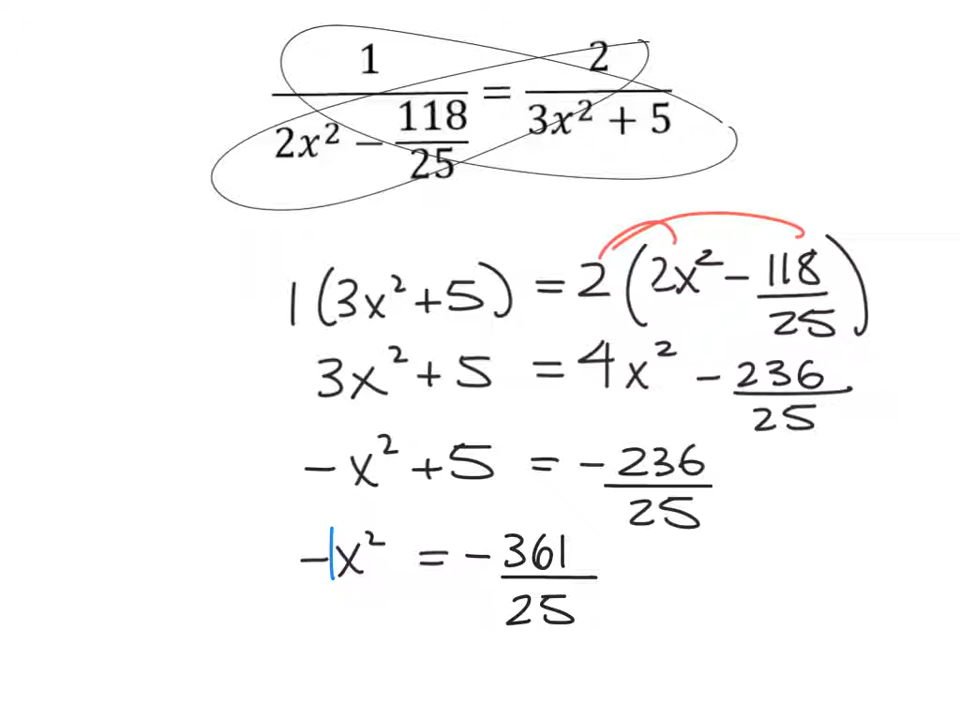 1/(2x² − 118/25) = 2/(3x² + 5)
1(3x² + 5) = 2(2x² − 118/25)
3x² + 5 = 4x² − 236/25
−x² + 5 = −236/25
−1x² = −361/25